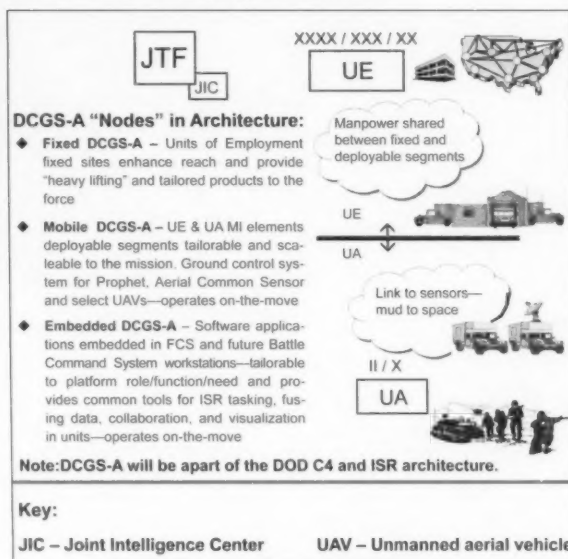 JTF
JIC
XXXX / XXX / XX
UE
DCGS-A “Nodes” in Architecture:
◆ Fixed DCGS-A – Units of Employment
fixed sites enhance reach and provide
“heavy lifting” and tailored products to the
force
◆ Mobile DCGS-A – UE & UA MI elements
deployable segments tailorable and sca-
leable to the mission. Ground control sys-
tem for Prophet, Aerial Common Sensor
and select UAVs—operates on-the-move
◆ Embedded DCGS-A – Software applica-
tions embedded in FCS and future Battle
Command System workstations—tailorable
to platform role/function/need and pro-
vides common tools for ISR tasking, fus-
ing data, collaboration, and visualization
in units—operates on-the-move
Manpower shared
between fixed and
deployable segments
UE
UA
Link to sensors—
mud to space
II / X
UA
Note:DCGS-A will be apart of the DOD C4 and ISR architecture.
Key:
JIC – Joint Intelligence Center UAV – Unmanned aerial vehicle